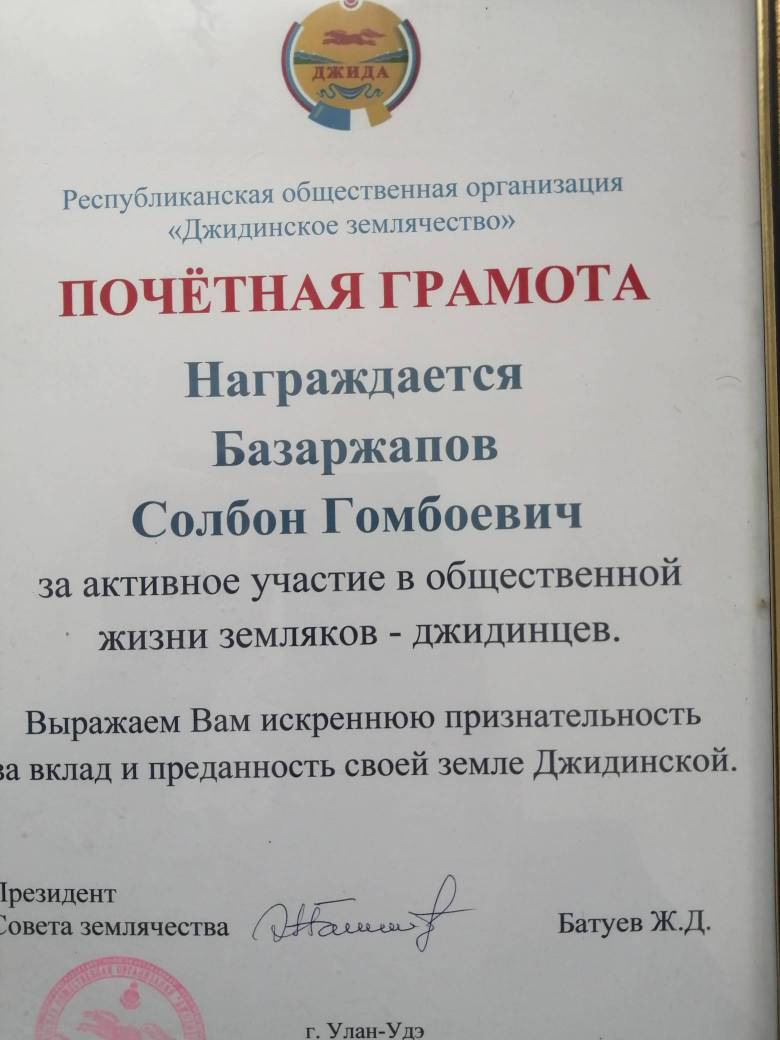 ДЖИДА
Республиканская общественная организация
«Джидинское землячество»
ПОЧЁТНАЯ ГРАМОТА
Награждается
Базаржапов
Солбон Гомбоевич
за активное участие в общественной
жизни земляков - джидинцев.
Выражаем Вам искреннюю признательность
за вклад и преданность своей земле Джидинской.
Президент
Совета землячества
Батуев Ж.Д.
г. Улан-Удэ